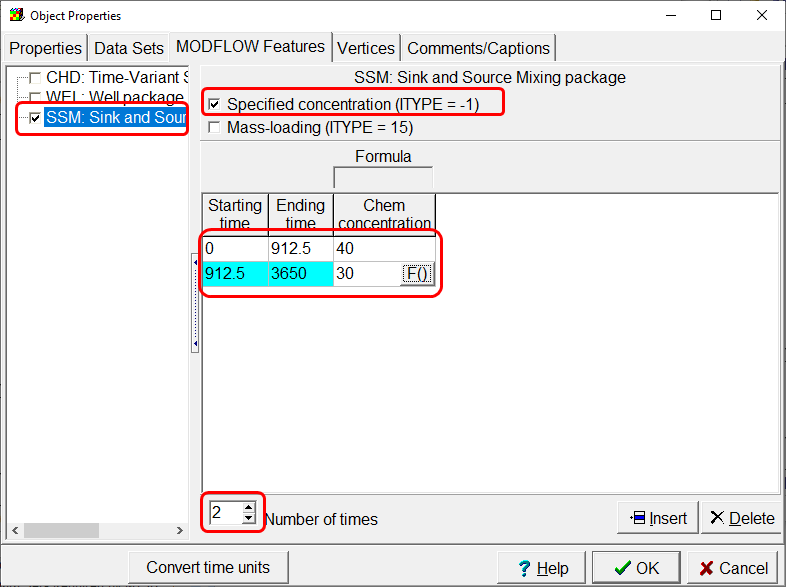 Object Properties
Properties Data Sets MODFLOW Features Vertices Comments/Captions
CHD: Time-Variant S
WEL: Well package
SSM: Sink and Sour
SSM: Sink and Source Mixing package
Specified concentration (ITYPE = -1)
Mass-loading (ITYPE = 15)
Formula
Starting time Ending time Chem concentration
0 912.5 40
912.5 3650 30 F()
2 Number of times
Insert Delete
Convert time units ? Help OK Cancel